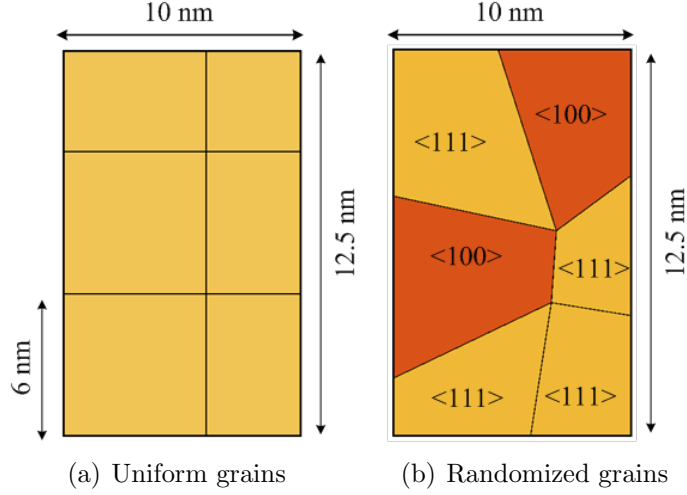 10 nm
10 nm
<100>
<111>
12.5 nm
12.5 nm
<100>
<111>
6 nm
<111>
<111>
(a) Uniform grains
(b) Randomized grains